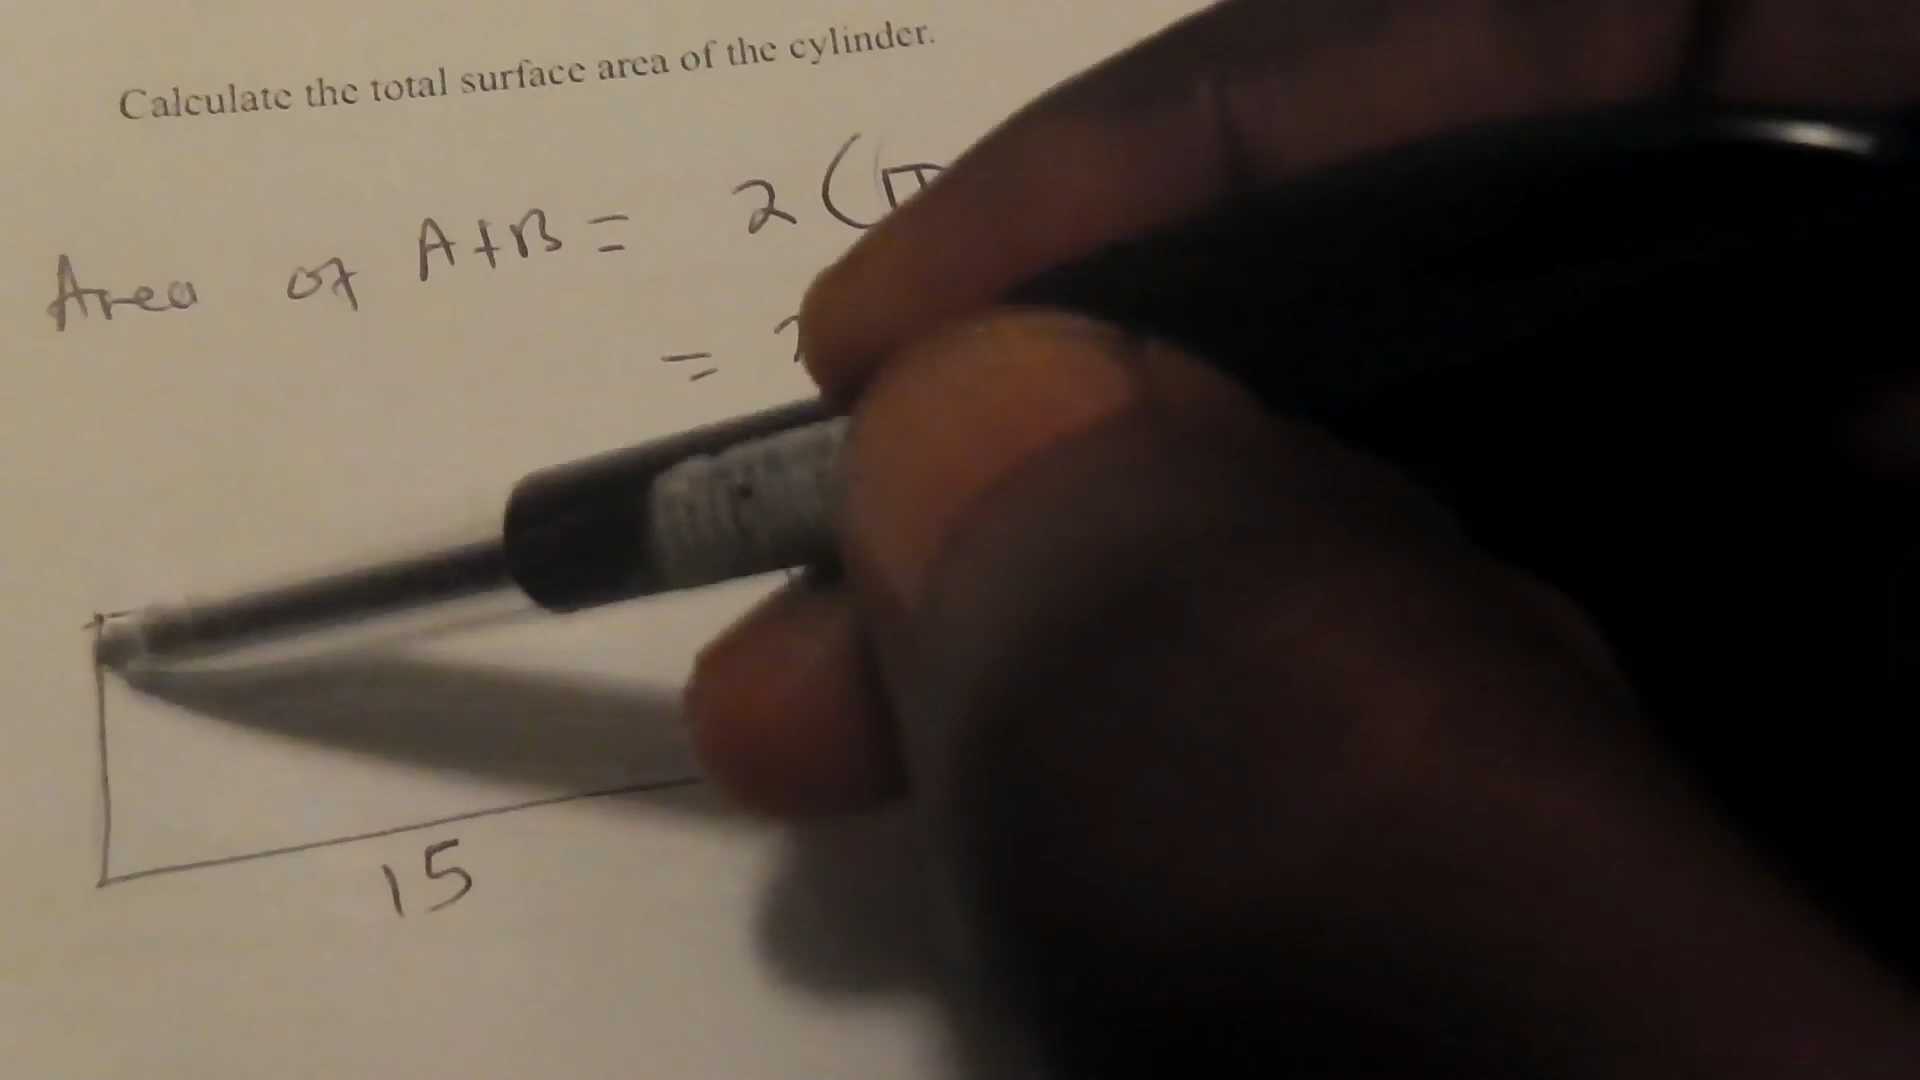 Calculate the total surface area of the cylinder.
Area of A+B = 2(π
=
15